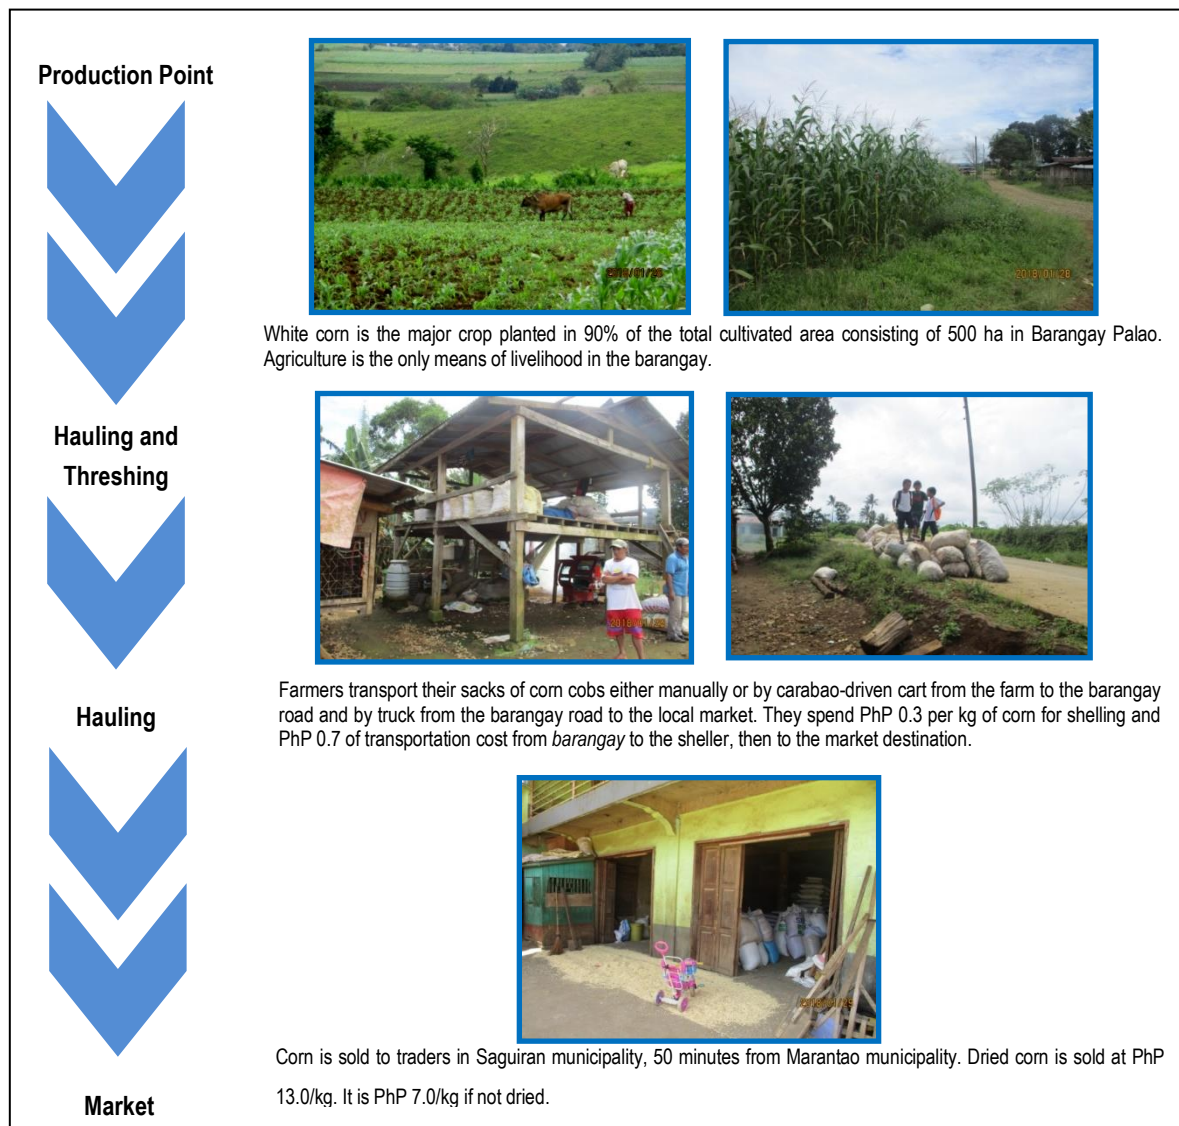 Production Point
2018/01/28
2018/01/28
White corn is the major crop planted in 90% of the total cultivated area consisting of 500 ha in Barangay Palao.
Agriculture is the only means of livelihood in the barangay.
Hauling and
Threshing
Farmers transport their sacks of corn cobs either manually or by carabao-driven cart from the farm to the barangay
road and by truck from the barangay road to the local market. They spend PhP 0.3 per kg of corn for shelling and
PhP 0.7 of transportation cost from barangay to the sheller, then to the market destination.
Hauling
Corn is sold to traders in Saguiran municipality, 50 minutes from Marantao municipality. Dried corn is sold at PhP
13.0/kg. It is PhP 7.0/kg if not dried.
Market